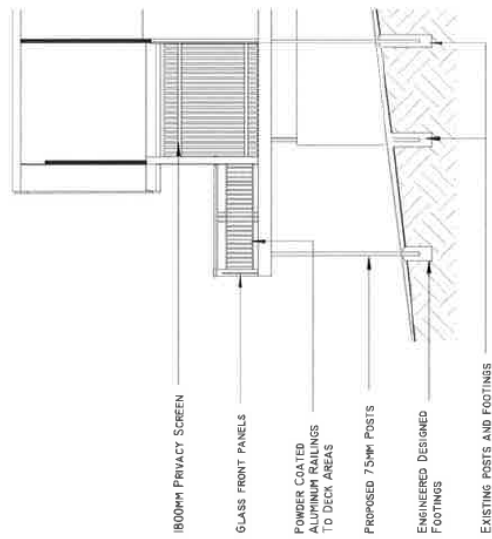 1800MM PRIVACY SCREEN
GLASS FRONT PANELS
POWDER COATED
ALUMINUM RAILINGS
TO DECK AREAS
PROPOSED 75MM POSTS
ENGINEERED DESIGNED
FOOTINGS
EXISTING POSTS AND FOOTINGS